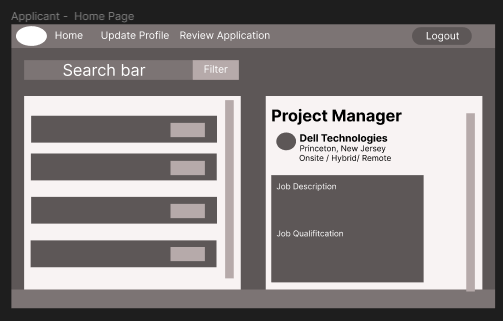 Applicant - Home Page
Home Update Profile Review Application Logout
Search bar Filter
Project Manager
Dell Technologies
Princeton, New Jersey
Onsite / Hybrid/ Remote
Job Description
Job Qualifitcation